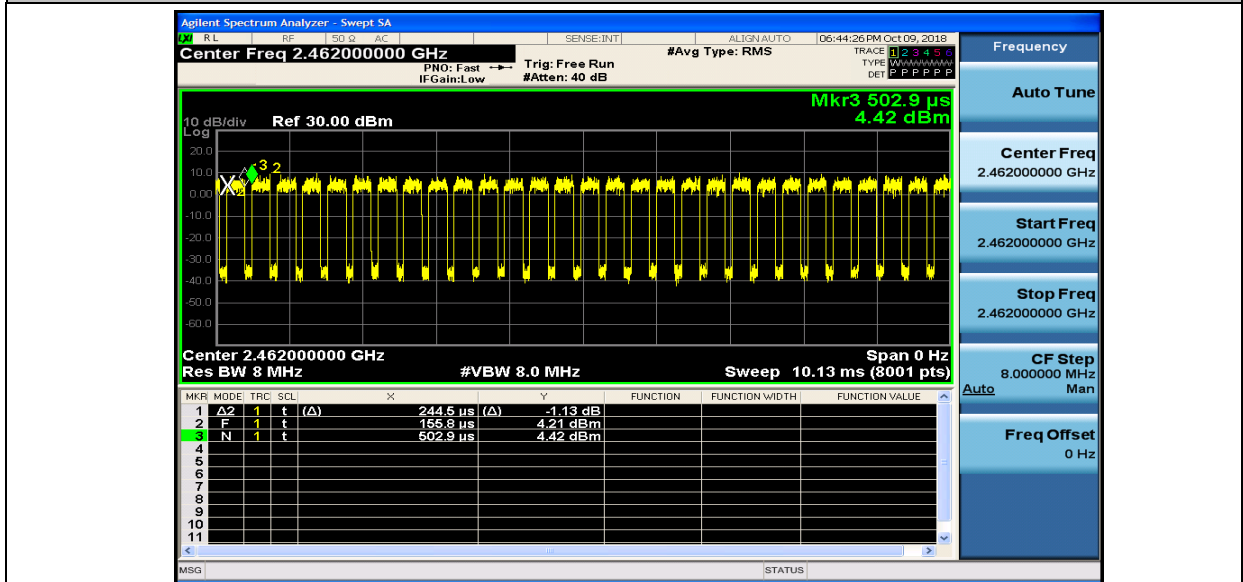 Agilent Spectrum Analyzer - Swept SA
LXI RL RF 50 Ω AC SENSE:INT ALIGN AUTO 06:44:26 PM Oct 09, 2018
Center Freq 2.462000000 GHz
PNO: Fast
IFGain:Low
Trig: Free Run
#Atten: 40 dB
#Avg Type: RMS
TRACE 1 2 3 4 5 6
TYPE WWWWWW
DET P P P P P P
Mkr3 502.9 µs
4.42 dBm
10 dB/div Ref 30.00 dBm
Log
20.0
10.0
0.00
-10.0
-20.0
-30.0
-40.0
-50.0
-60.0
3 2
X
Center 2.462000000 GHz Span 0 Hz
Res BW 8 MHz #VBW 8.0 MHz Sweep 10.13 ms (8001 pts)
MKR MODE TRC SCL X Y FUNCTION FUNCTION WIDTH FUNCTION VALUE
1 Δ2 1 t (Δ) 244.5 µs (Δ) -1.13 dB
2 F 1 t 155.8 µs 4.21 dBm
3 N 1 t 502.9 µs 4.42 dBm
4
5
6
7
8
9
10
11
MSG STATUS
Frequency
Auto Tune
Center Freq
2.462000000 GHz
Start Freq
2.462000000 GHz
Stop Freq
2.462000000 GHz
CF Step
8.000000 MHz
Auto Man
Freq Offset
0 Hz